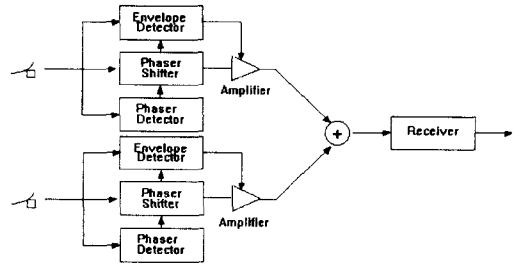 Envelope
Detector
Phaser
Shifter
Amplifier
Phaser
Detector
Envelope
Detector
Phaser
Shifter
Amplifier
Phaser
Detector
+
Receiver